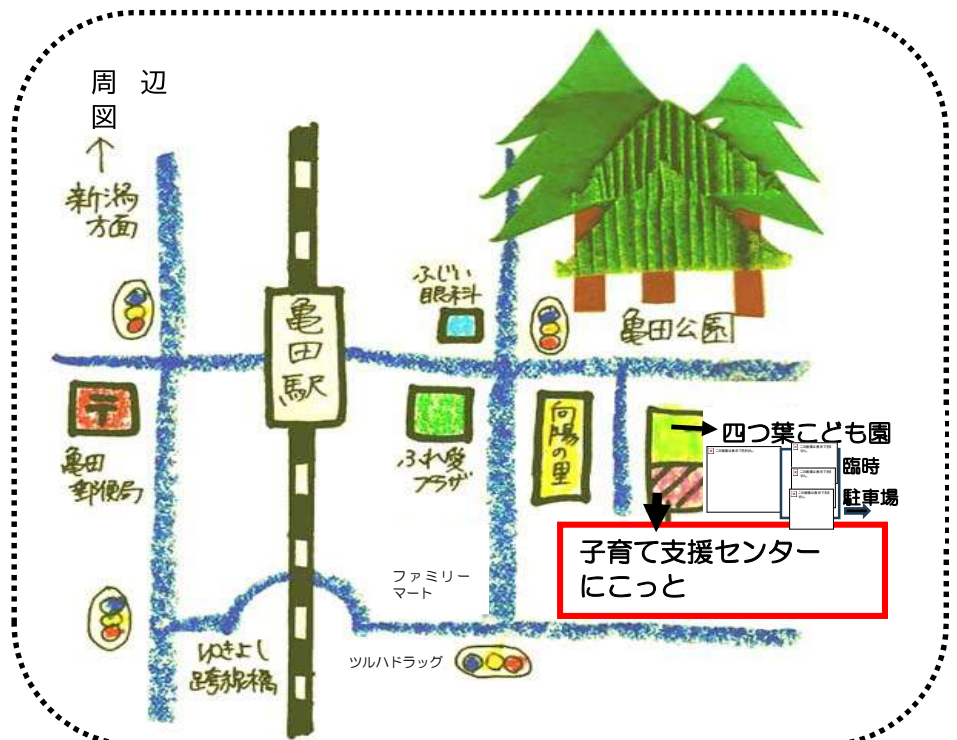 周 辺
図
新潟
方面
ふじい
眼科
亀田駅
亀田公園
〒
亀田
郵便局
ふれ愛
プラザ
向陽の里
四つ葉こども園
臨時
駐車場
子育て支援センター
にこっと
ファミリー
マート
ゆきよし
跨線橋
ツルハドラッグ